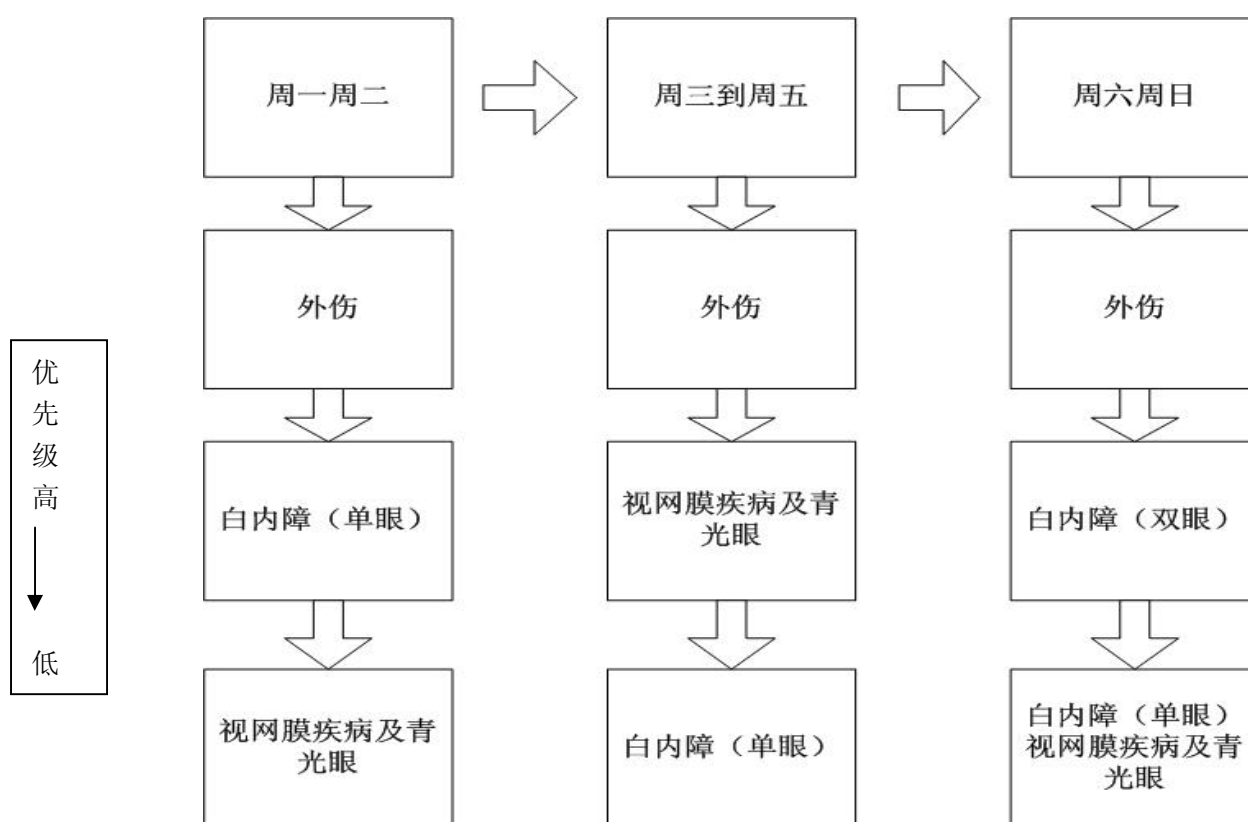 周一周二
周三到周五
周六周日
外伤
外伤
外伤
优
先
级
高
低
白内障（单眼）
视网膜疾病及青
光眼
白内障（双眼）
视网膜疾病及青
光眼
白内障（单眼）
白内障（单眼）
视网膜疾病及青
光眼